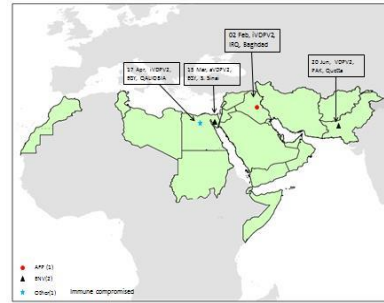 02 Feb, iVDPV2,
IRQ, Baghdad
17 Apr, iVDPV2,
EGY, QALIOBIA
15 Mar, aVDPV2,
EGY, S. Sinai
20 Jun, VDPV2,
PAK, Quetta
AFP (1)
ENV(2)
Other(1) Immune compromised